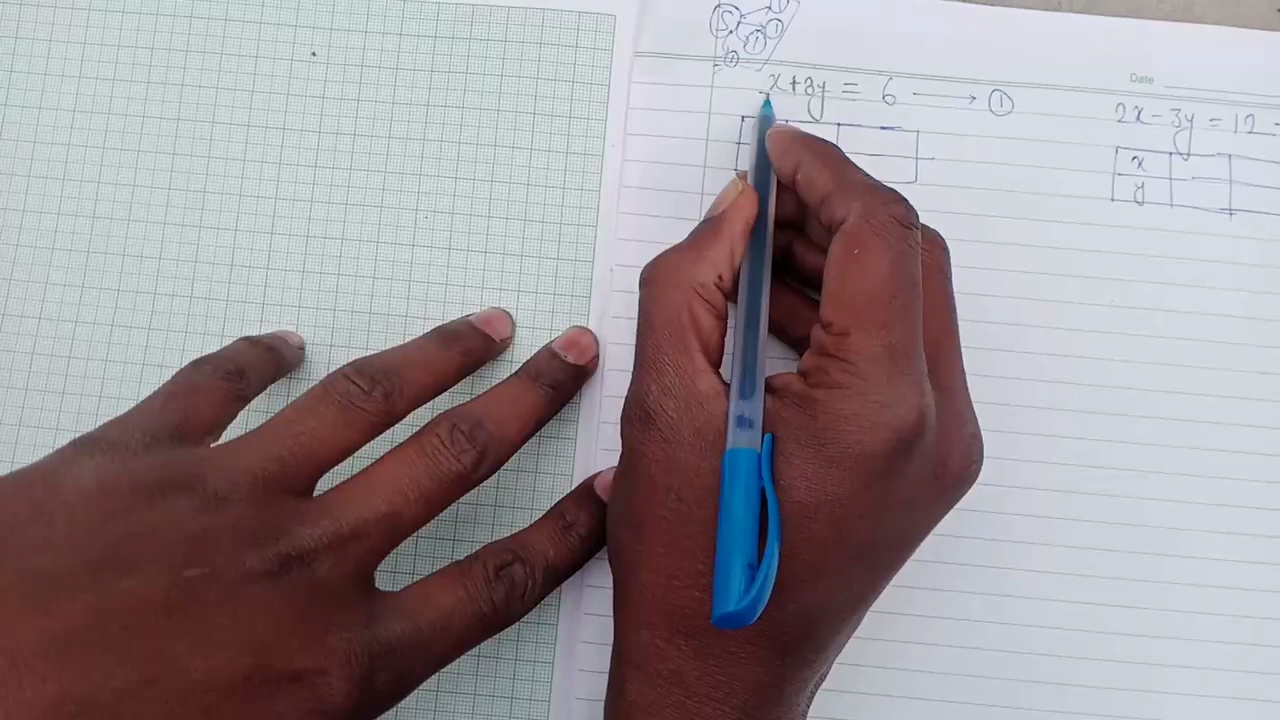 Date
x+3y = 6 ⟶ ①
2x-3y = 12
x
y